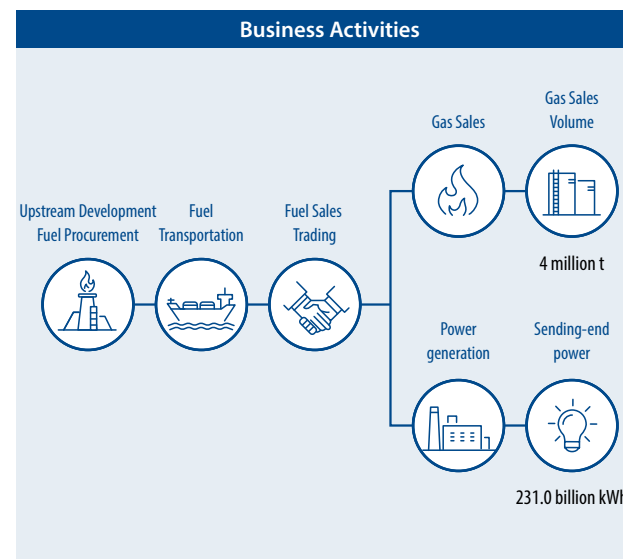 Business Activities
Gas Sales
Gas Sales
Volume
Upstream Development
Fuel Procurement
Fuel
Transportation
Fuel Sales
Trading
4 million t
Power
generation
Sending-end
power
231.0 billion kWh